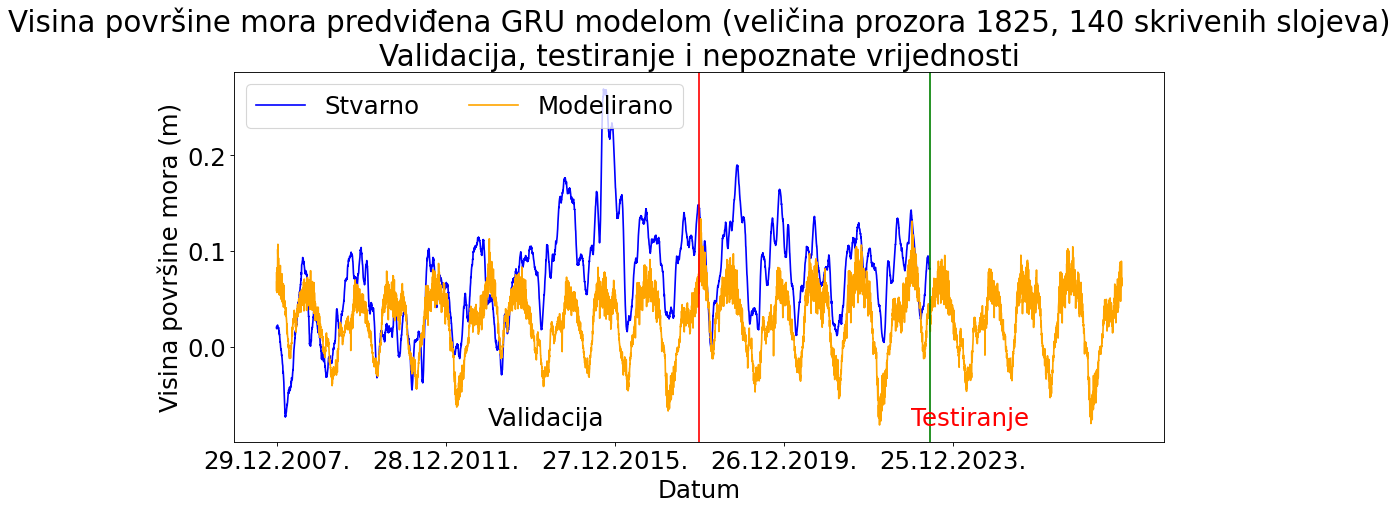 Visina površine mora predviđena GRU modelom (veličina prozora 1825, 140 skrivenih slojeva)
Validacija, testiranje i nepoznate vrijednosti
Stvarno
Modelirano
Visina površine mora (m)
0.2
0.1
0.0
Validacija
Testiranje
29.12.2007.
28.12.2011.
27.12.2015.
26.12.2019.
25.12.2023.
Datum